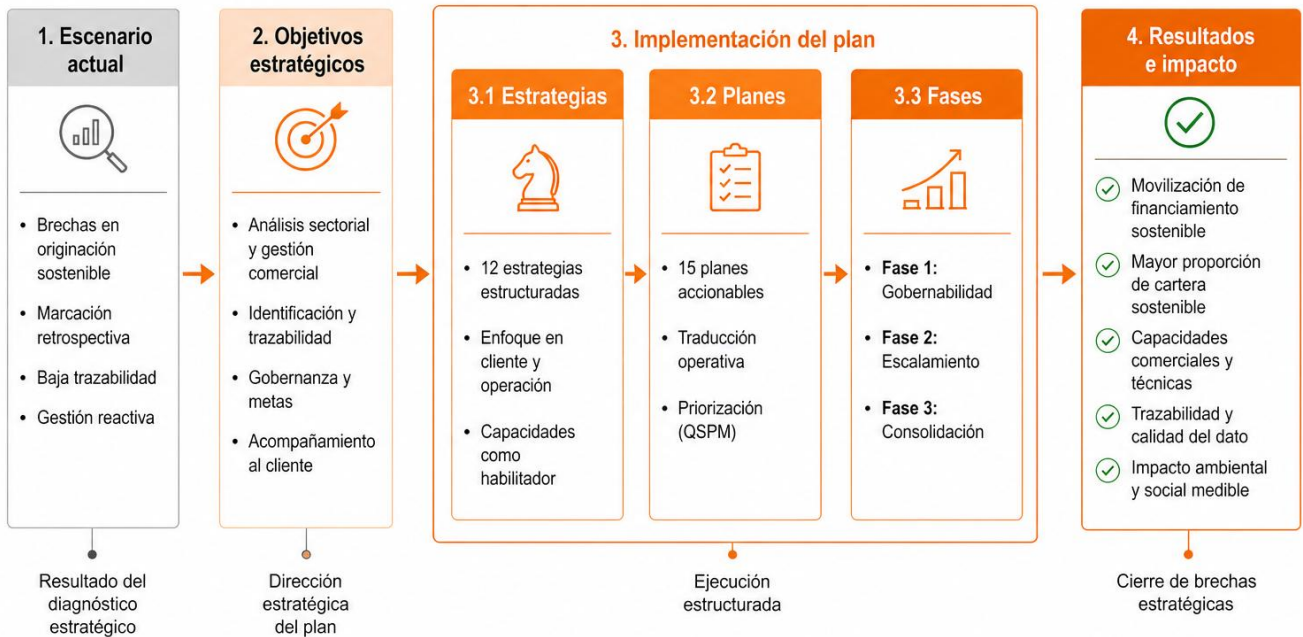 1. Escenario
actual
• Brechas en
originación
sostenible
• Marcación
retrospectiva
• Baja trazabilidad
• Gestión reactiva
Resultado del
diagnóstico
estratégico
2. Objetivos
estratégicos
• Análisis sectorial
y gestión
comercial
• Identificación y
trazabilidad
• Gobernanza y
metas
• Acompañamiento
al cliente
Dirección
estratégica
del plan
3. Implementación del plan
3.1 Estrategias
• 12 estrategias
estructuradas
• Enfoque en
cliente y
operación
• Capacidades
como
habilitador
3.2 Planes
• 15 planes
accionables
• Traducción
operativa
• Priorización
(QSPM)
3.3 Fases
• Fase 1:
Gobernabilidad
• Fase 2:
Escalamiento
• Fase 3:
Consolidación
Ejecución
estructurada
4. Resultados
e impacto
Movilización de
financiamiento
sostenible
Mayor proporción
de cartera
sostenible
Capacidades
comerciales y
técnicas
Trazabilidad y
calidad del dato
Impacto ambiental
y social medible
Cierre de brechas
estratégicas